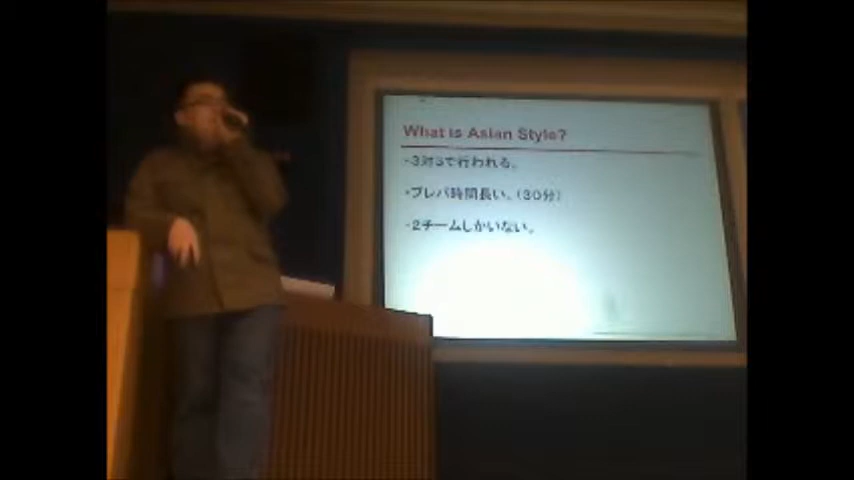 What is Asian Style?
・3対3で行われる。
・プレパ時間長い。（30分）
・2チームしかいない。